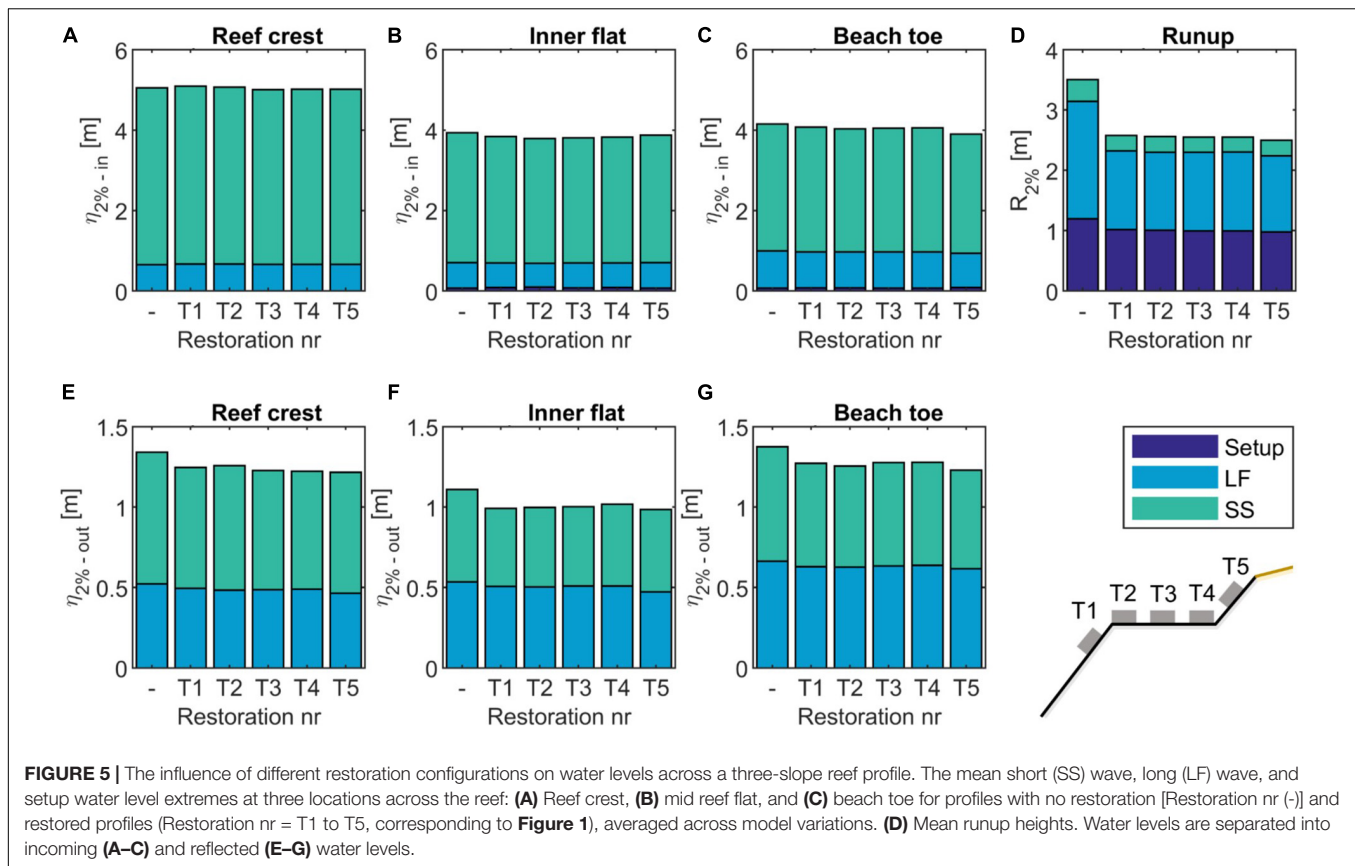 A
Reef crest
6
4
2
0
η2% - in [m]
- T1 T2 T3 T4 T5
Restoration nr
B
Inner flat
6
4
2
0
η2% - in [m]
- T1 T2 T3 T4 T5
Restoration nr
C
Beach toe
6
4
2
0
η2% - in [m]
- T1 T2 T3 T4 T5
Restoration nr
D
Runup
4
3
2
1
0
R2% [m]
- T1 T2 T3 T4 T5
Restoration nr
E
Reef crest
1.5
1
0.5
0
η2% - out [m]
- T1 T2 T3 T4 T5
Restoration nr
F
Inner flat
1.5
1
0.5
0
η2% - out [m]
- T1 T2 T3 T4 T5
Restoration nr
G
Beach toe
1.5
1
0.5
0
η2% - out [m]
- T1 T2 T3 T4 T5
Restoration nr
Setup
LF
SS
T1
T2
T3
T4
T5
FIGURE 5 | The influence of different restoration configurations on water levels across a three-slope reef profile. The mean short (SS) wave, long (LF) wave, and
setup water level extremes at three locations across the reef: (A) Reef crest, (B) mid reef flat, and (C) beach toe for profiles with no restoration [Restoration nr (-)] and
restored profiles (Restoration nr = T1 to T5, corresponding to Figure 1), averaged across model variations. (D) Mean runup heights. Water levels are separated into
incoming (A–C) and reflected (E–G) water levels.